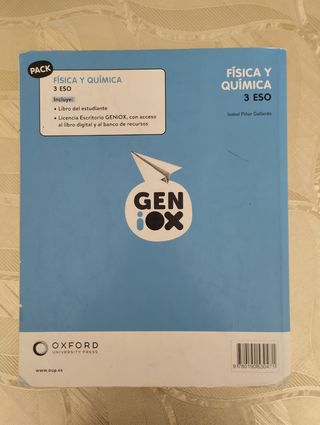 PACK
FÍSICA Y QUÍMICA
3 ESO
Incluye:
• Libro del estudiante
• Licencia Escritorio GENiOX, con acceso
al libro digital y al banco de recursos
FÍSICA Y
QUÍMICA
3 ESO
Isabel Piñar Gallardo
GEN
iOX
OXFORD
UNIVERSITY PRESS
www.oup.es
9780190530471